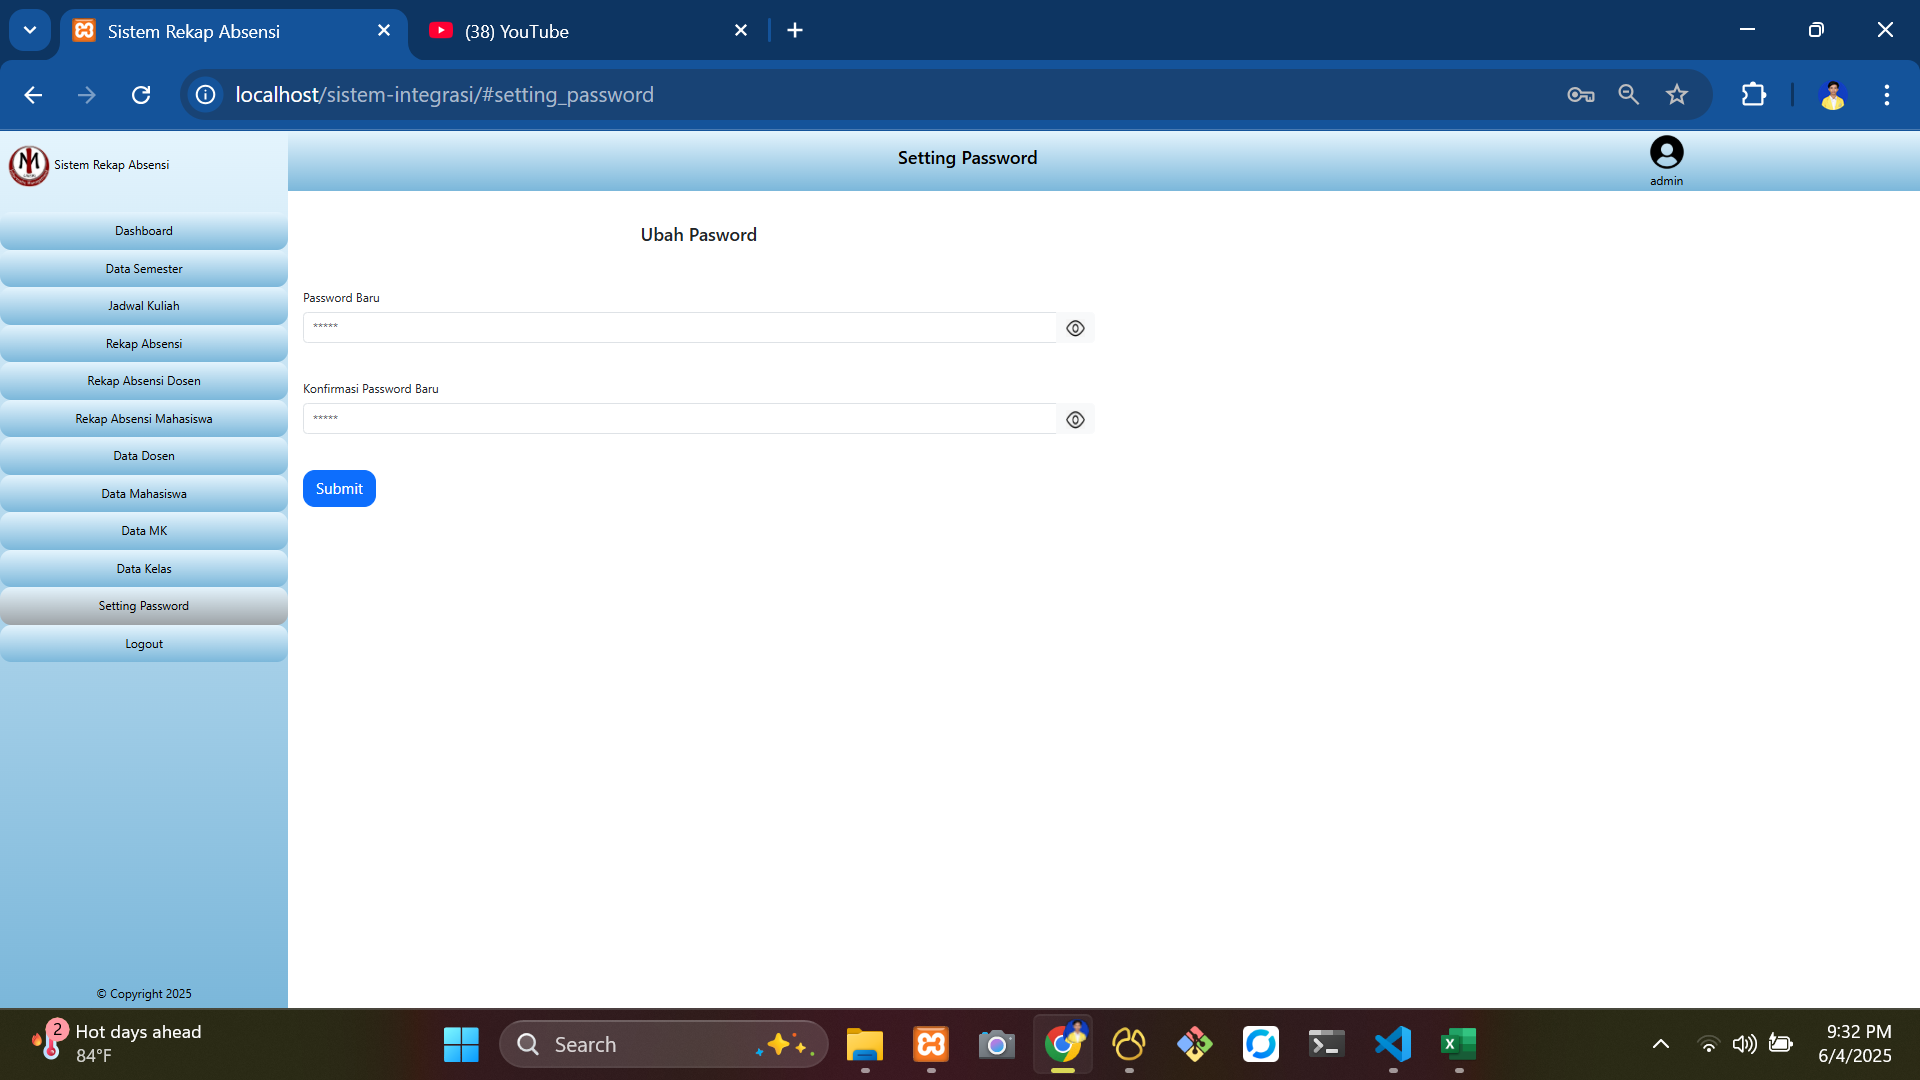 Sistem Rekap Absensi
(38) YouTube
localhost/sistem-integrasi/#setting_password
Sistem Rekap Absensi
Setting Password
admin
Dashboard
Data Semester
Jadwal Kuliah
Rekap Absensi
Rekap Absensi Dosen
Rekap Absensi Mahasiswa
Data Dosen
Data Mahasiswa
Data MK
Data Kelas
Setting Password
Logout
© Copyright 2025
Ubah Pasword
Password Baru
*****
Konfirmasi Password Baru
*****
Submit
2
Hot days ahead
84°F
Search
9:32 PM
6/4/2025